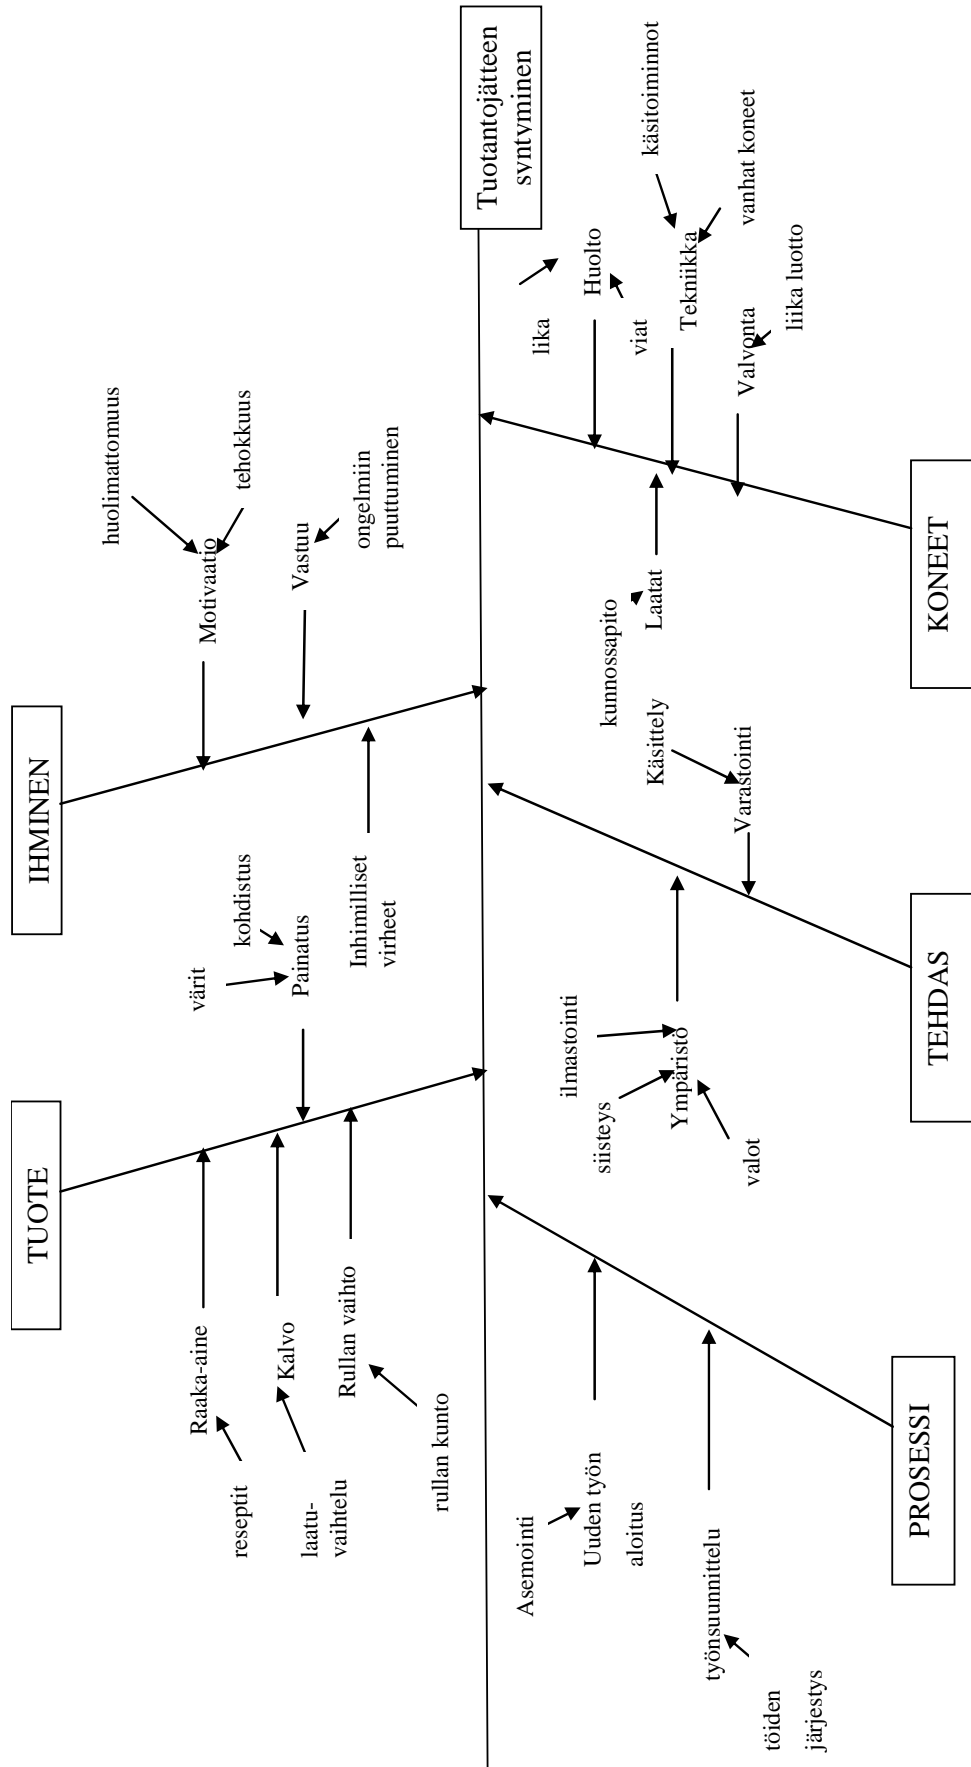 TUOTE
IHMINEN
Raaka-aine
reseptit
Kalvo
laatu-
vaihtelu
Rullan vaihto
rullan kunto
värit
kohdistus
Painatus
huolimattomuus
Motivaatio
tehokkuus
Vastuu
ongelmiin
puuttuminen
Inhimilliset
virheet
Tuotantojätteen
syntyminen
Asemointi
Uuden työn
aloitus
työnsuunnittelu
töiden
järjestys
ilmastointi
siisteys
Ympäristö
valot
Käsittely
Varastointi
kunnossapito
Laatat
lika
Huolto
viat
käsitoiminnot
Tekniikka
vanhat koneet
Valvonta
liika luotto
PROSESSI
TEHDAS
KONEET